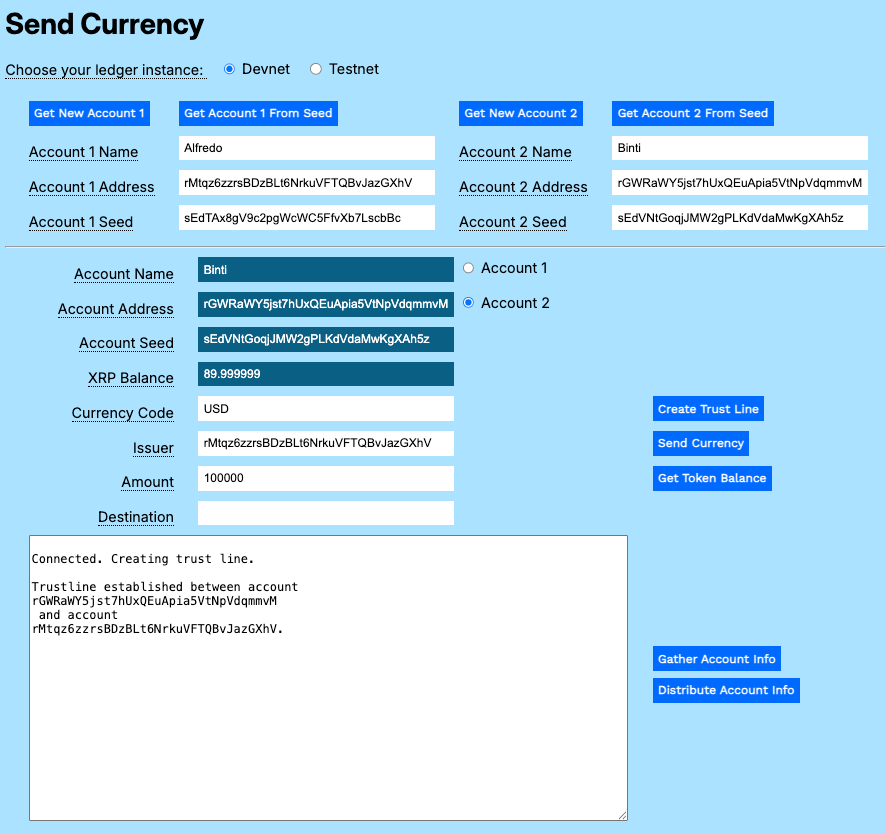 Send Currency
Choose your ledger instance: Devnet Testnet
Get New Account 1 Get Account 1 From Seed Get New Account 2 Get Account 2 From Seed
Account 1 Name Alfredo Account 2 Name Binti
Account 1 Address rMtqz6zzrsBDzBLt6NrkuVFTQBvJazGXhV Account 2 Address rGWRaWY5jst7hUxQEuApia5VtNpVdqmmvM
Account 1 Seed sEdTAx8gV9c2pgWcWC5FfvXb7LscbBc Account 2 Seed sEdVNtGoqjJMW2gPLKdVdaMwKgXAh5z
Account Name Binti Account 1
Account Address rGWRaWY5jst7hUxQEuApia5VtNpVdqmmvM Account 2
Account Seed sEdVNtGoqjJMW2gPLKdVdaMwKgXAh5z
XRP Balance 89.999999
Currency Code USD Create Trust Line
Issuer rMtqz6zzrsBDzBLt6NrkuVFTQBvJazGXhV Send Currency
Amount 100000 Get Token Balance
Destination
Connected. Creating trust line.
Trustline established between account
rGWRaWY5jst7hUxQEuApia5VtNpVdqmmvM
and account
rMtqz6zzrsBDzBLt6NrkuVFTQBvJazGXhV.
Gather Account Info
Distribute Account Info